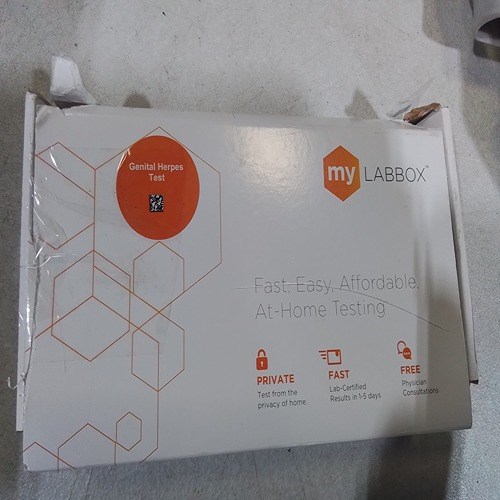 Genital Herpes
Test
my LABBOX™
Fast, Easy, Affordable.
At-Home Testing
PRIVATE
Test from the
privacy of home
FAST
Lab-Certified
Results in 1-5 days
FREE
Physician
Consultations